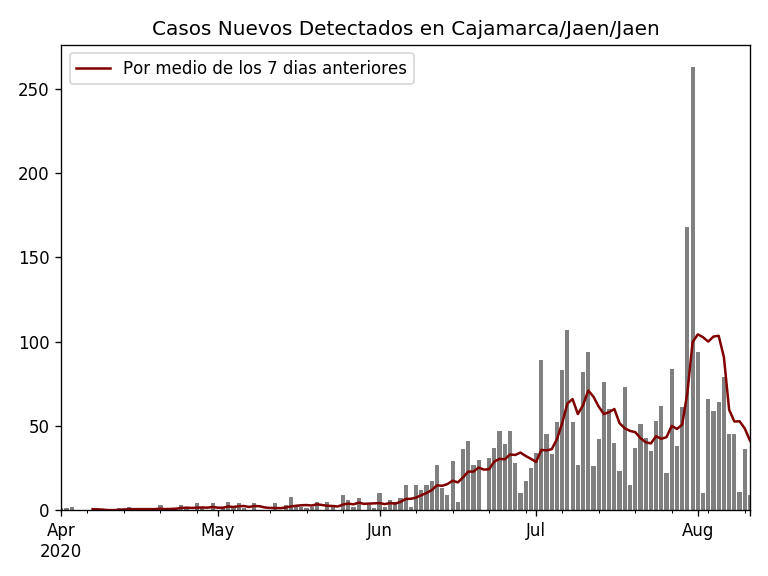 Casos Nuevos Detectados en Cajamarca/Jaen/Jaen
Por medio de los 7 dias anteriores
250
200
150
100
50
0
Apr May Jun Jul Aug
2020